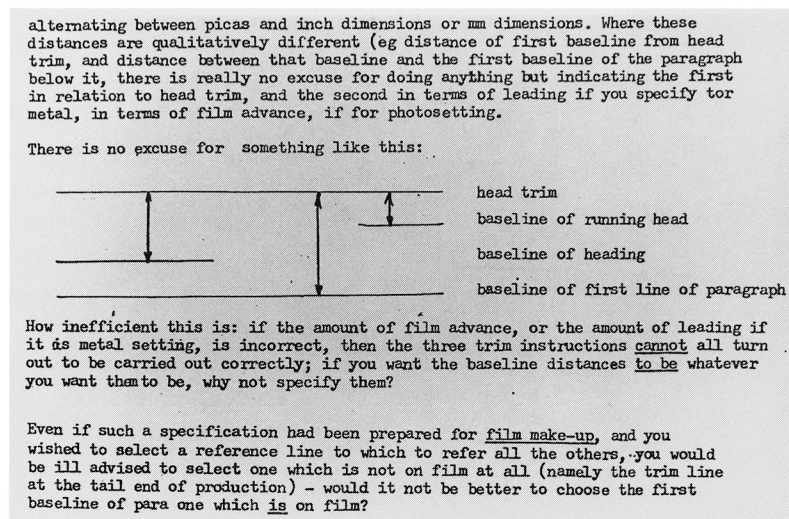 alternating between picas and inch dimensions or mm dimensions. Where these
distances are qualitatively different (eg distance of first baseline from head
trim, and distance between that baseline and the first baseline of the paragraph
below it, there is really no excuse for doing anything but indicating the first
in relation to head trim, and the second in terms of leading if you specify tor
metal, in terms of film advance, if for photosetting.
There is no excuse for something like this:
head trim
baseline of running head
baseline of heading
baseline of first line of paragraph
How inefficient this is: if the amount of film advance, or the amount of leading if
it is metal setting, is incorrect, then the three trim instructions cannot all turn
out to be carried out correctly; if you want the baseline distances to be whatever
you want them to be, why not specify them?
Even if such a specification had been prepared for film make-up, and you
wished to select a reference line to which to refer all the others, you would
be ill advised to select one which is not on film at all (namely the trim line
at the tail end of production) - would it not be better to choose the first
baseline of para one which is on film?